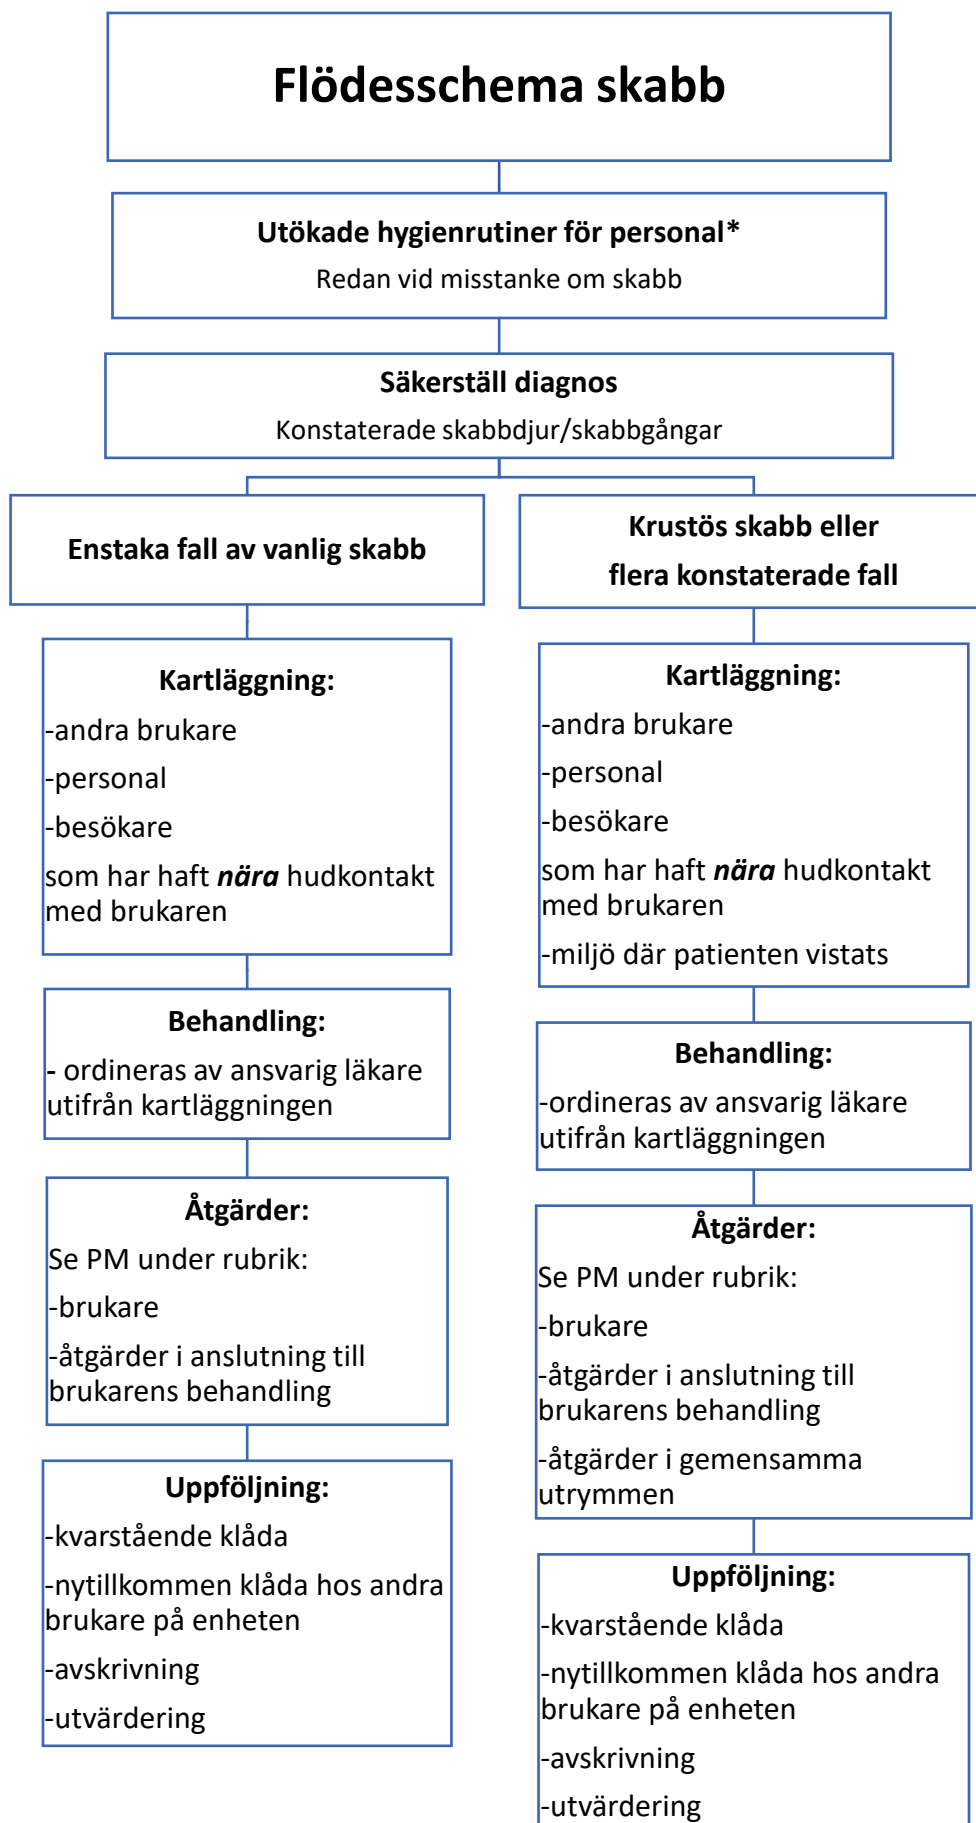 Flödesschema skabb
Utökade hygienrutiner för personal*
Redan vid misstanke om skabb
Säkerställ diagnos
Konstaterade skabbdjur/skabbgångar
Enstaka fall av vanlig skabb
Kartläggning:
-andra brukare
-personal
-besökare
som har haft nära hudkontakt
med brukaren
Behandling:
- ordineras av ansvarig läkare
utifrån kartläggningen
Åtgärder:
Se PM under rubrik:
-brukare
-åtgärder i anslutning till
brukarens behandling
Uppföljning:
-kvarstående klåda
-nytillkommen klåda hos andra
brukare på enheten
-avskrivning
-utvärdering
Krustös skabb eller
flera konstaterade fall
Kartläggning:
-andra brukare
-personal
-besökare
som har haft nära hudkontakt
med brukaren
-miljö där patienten vistats
Behandling:
-ordineras av ansvarig läkare
utifrån kartläggningen
Åtgärder:
Se PM under rubrik:
-brukare
-åtgärder i anslutning till
brukarens behandling
-åtgärder i gemensamma
utrymmen
Uppföljning:
-kvarstående klåda
-nytillkommen klåda hos andra
brukare på enheten
-avskrivning
-utvärdering